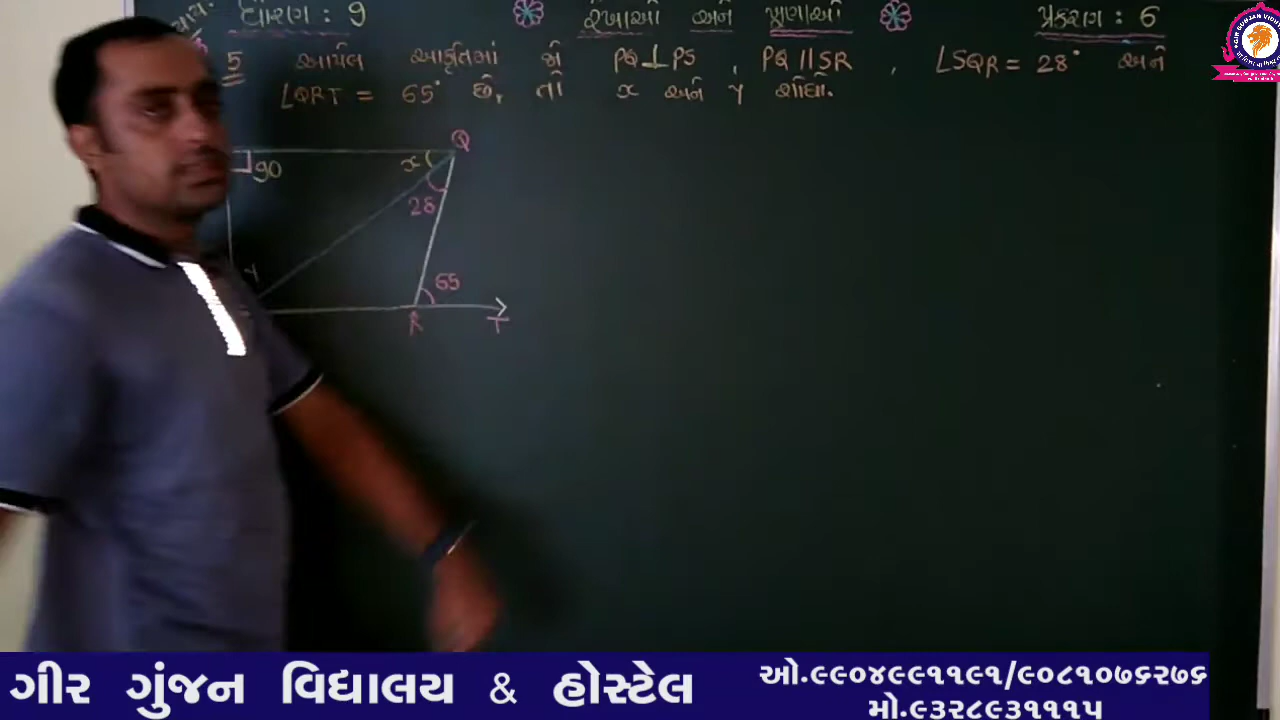 ધોરણ : 9 રેખાઓ અને ખૂણાઓ પ્રકરણ : 6
5 આપેલ આકૃતિમાં જો PQ⊥PS , PQ || SR , ∠SQR = 28° અને
∠QRT = 65° છે, તો x અને y શોધો.
Q
90 x
28
y 65
R T
ગીર ગુંજન વિદ્યાલય & હોસ્ટેલ
ઓ.૯૯૦૪૯૯૧૧૯૧/૯૦૮૧૦૭૬૨૭૬
મો.૯૩૨૮૯૩૧૧૧૫